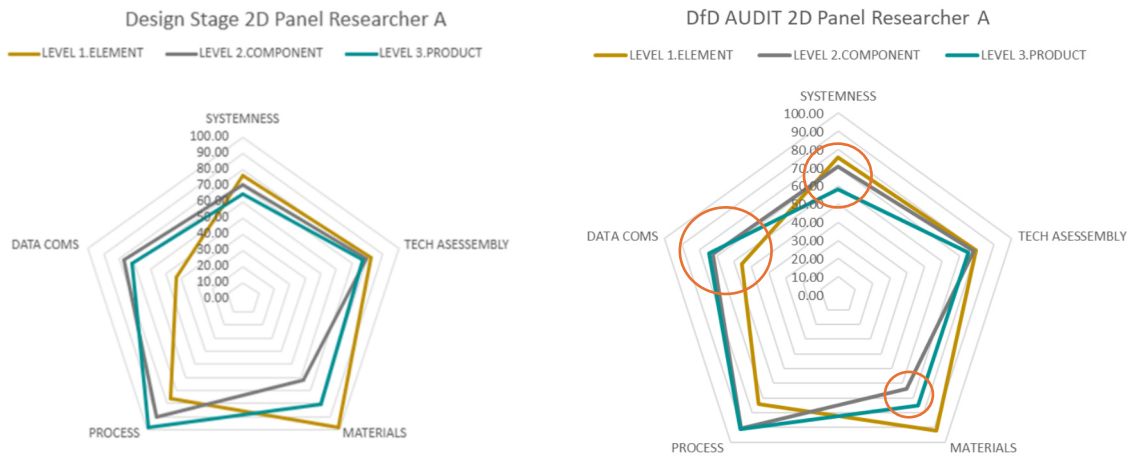 Design Stage 2D Panel Researcher A
LEVEL 1.ELEMENT LEVEL 2.COMPONENT LEVEL 3.PRODUCT
SYSTEMNESS
100.00
90.00
80.00
70.00
60.00
50.00
40.00
30.00
20.00
10.00
0.00
DATA COMS
TECH ASESSEMBLY
PROCESS
MATERIALS
DfD AUDIT 2D Panel Researcher A
LEVEL 1.ELEMENT LEVEL 2.COMPONENT LEVEL 3.PRODUCT
SYSTEMNESS
100.00
90.00
80.00
70.00
60.00
50.00
40.00
30.00
20.00
10.00
0.00
DATA COMS
TECH ASESSEMBLY
PROCESS
MATERIALS